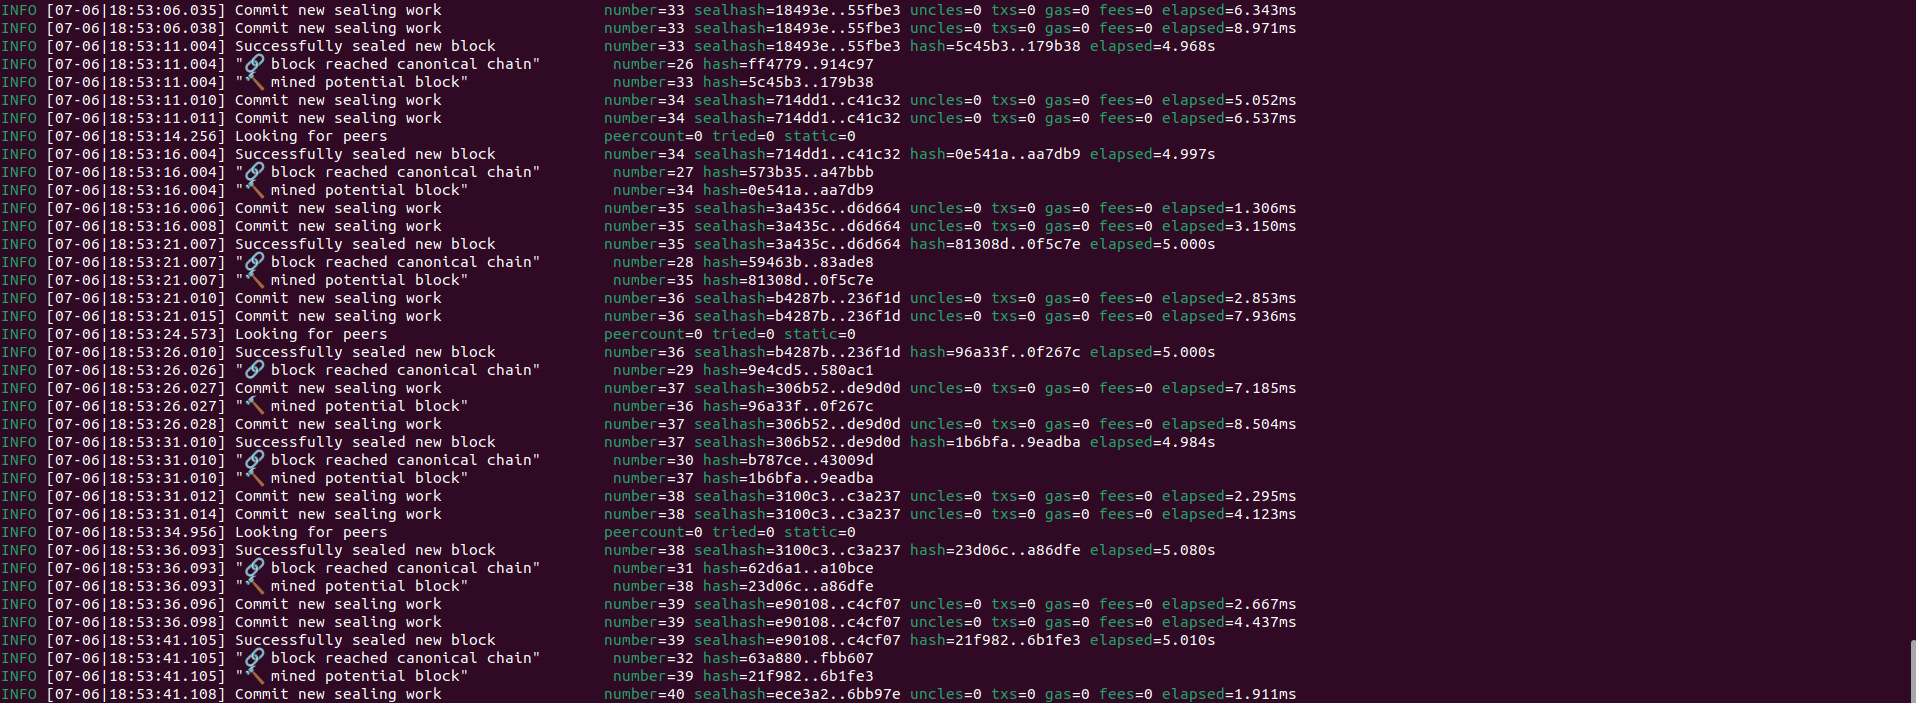 INFO [07-06|18:53:06.035] Commit new sealing work number=33 sealhash=18493e..55fbe3 uncles=0 txs=0 gas=0 fees=0 elapsed=6.343ms
INFO [07-06|18:53:06.038] Commit new sealing work number=33 sealhash=18493e..55fbe3 uncles=0 txs=0 gas=0 fees=0 elapsed=8.971ms
INFO [07-06|18:53:11.004] Successfully sealed new block number=33 sealhash=18493e..55fbe3 hash=5c45b3..179b38 elapsed=4.968s
INFO [07-06|18:53:11.004] "🔗 block reached canonical chain" number=26 hash=ff4779..914c97
INFO [07-06|18:53:11.004] "🔨 mined potential block" number=33 hash=5c45b3..179b38
INFO [07-06|18:53:11.010] Commit new sealing work number=34 sealhash=714dd1..c41c32 uncles=0 txs=0 gas=0 fees=0 elapsed=5.052ms
INFO [07-06|18:53:11.011] Commit new sealing work number=34 sealhash=714dd1..c41c32 uncles=0 txs=0 gas=0 fees=0 elapsed=6.537ms
INFO [07-06|18:53:14.256] Looking for peers peercount=0 tried=0 static=0
INFO [07-06|18:53:16.004] Successfully sealed new block number=34 sealhash=714dd1..c41c32 hash=0e541a..aa7db9 elapsed=4.997s
INFO [07-06|18:53:16.004] "🔗 block reached canonical chain" number=27 hash=573b35..a47bbb
INFO [07-06|18:53:16.004] "🔨 mined potential block" number=34 hash=0e541a..aa7db9
INFO [07-06|18:53:16.006] Commit new sealing work number=35 sealhash=3a435c..d6d664 uncles=0 txs=0 gas=0 fees=0 elapsed=1.306ms
INFO [07-06|18:53:16.008] Commit new sealing work number=35 sealhash=3a435c..d6d664 uncles=0 txs=0 gas=0 fees=0 elapsed=3.150ms
INFO [07-06|18:53:21.007] Successfully sealed new block number=35 sealhash=3a435c..d6d664 hash=81308d..0f5c7e elapsed=5.000s
INFO [07-06|18:53:21.007] "🔗 block reached canonical chain" number=28 hash=59463b..83ade8
INFO [07-06|18:53:21.007] "🔨 mined potential block" number=35 hash=81308d..0f5c7e
INFO [07-06|18:53:21.010] Commit new sealing work number=36 sealhash=b4287b..236f1d uncles=0 txs=0 gas=0 fees=0 elapsed=2.853ms
INFO [07-06|18:53:21.015] Commit new sealing work number=36 sealhash=b4287b..236f1d uncles=0 txs=0 gas=0 fees=0 elapsed=7.936ms
INFO [07-06|18:53:24.573] Looking for peers peercount=0 tried=0 static=0
INFO [07-06|18:53:26.010] Successfully sealed new block number=36 sealhash=b4287b..236f1d hash=96a33f..0f267c elapsed=5.000s
INFO [07-06|18:53:26.026] "🔗 block reached canonical chain" number=29 hash=9e4cd5..580ac1
INFO [07-06|18:53:26.027] Commit new sealing work number=37 sealhash=306b52..de9d0d uncles=0 txs=0 gas=0 fees=0 elapsed=7.185ms
INFO [07-06|18:53:26.027] "🔨 mined potential block" number=36 hash=96a33f..0f267c
INFO [07-06|18:53:26.028] Commit new sealing work number=37 sealhash=306b52..de9d0d uncles=0 txs=0 gas=0 fees=0 elapsed=8.504ms
INFO [07-06|18:53:31.010] Successfully sealed new block number=37 sealhash=306b52..de9d0d hash=1b6bfa..9eadba elapsed=4.984s
INFO [07-06|18:53:31.010] "🔗 block reached canonical chain" number=30 hash=b787ce..43009d
INFO [07-06|18:53:31.010] "🔨 mined potential block" number=37 hash=1b6bfa..9eadba
INFO [07-06|18:53:31.012] Commit new sealing work number=38 sealhash=3100c3..c3a237 uncles=0 txs=0 gas=0 fees=0 elapsed=2.295ms
INFO [07-06|18:53:31.014] Commit new sealing work number=38 sealhash=3100c3..c3a237 uncles=0 txs=0 gas=0 fees=0 elapsed=4.123ms
INFO [07-06|18:53:34.956] Looking for peers peercount=0 tried=0 static=0
INFO [07-06|18:53:36.093] Successfully sealed new block number=38 sealhash=3100c3..c3a237 hash=23d06c..a86dfe elapsed=5.080s
INFO [07-06|18:53:36.093] "🔗 block reached canonical chain" number=31 hash=62d6a1..a10bce
INFO [07-06|18:53:36.093] "🔨 mined potential block" number=38 hash=23d06c..a86dfe
INFO [07-06|18:53:36.096] Commit new sealing work number=39 sealhash=e90108..c4cf07 uncles=0 txs=0 gas=0 fees=0 elapsed=2.667ms
INFO [07-06|18:53:36.098] Commit new sealing work number=39 sealhash=e90108..c4cf07 uncles=0 txs=0 gas=0 fees=0 elapsed=4.437ms
INFO [07-06|18:53:41.105] Successfully sealed new block number=39 sealhash=e90108..c4cf07 hash=21f982..6b1fe3 elapsed=5.010s
INFO [07-06|18:53:41.105] "🔗 block reached canonical chain" number=32 hash=63a880..fbb607
INFO [07-06|18:53:41.105] "🔨 mined potential block" number=39 hash=21f982..6b1fe3
INFO [07-06|18:53:41.108] Commit new sealing work number=40 sealhash=ece3a2..6bb97e uncles=0 txs=0 gas=0 fees=0 elapsed=1.911ms